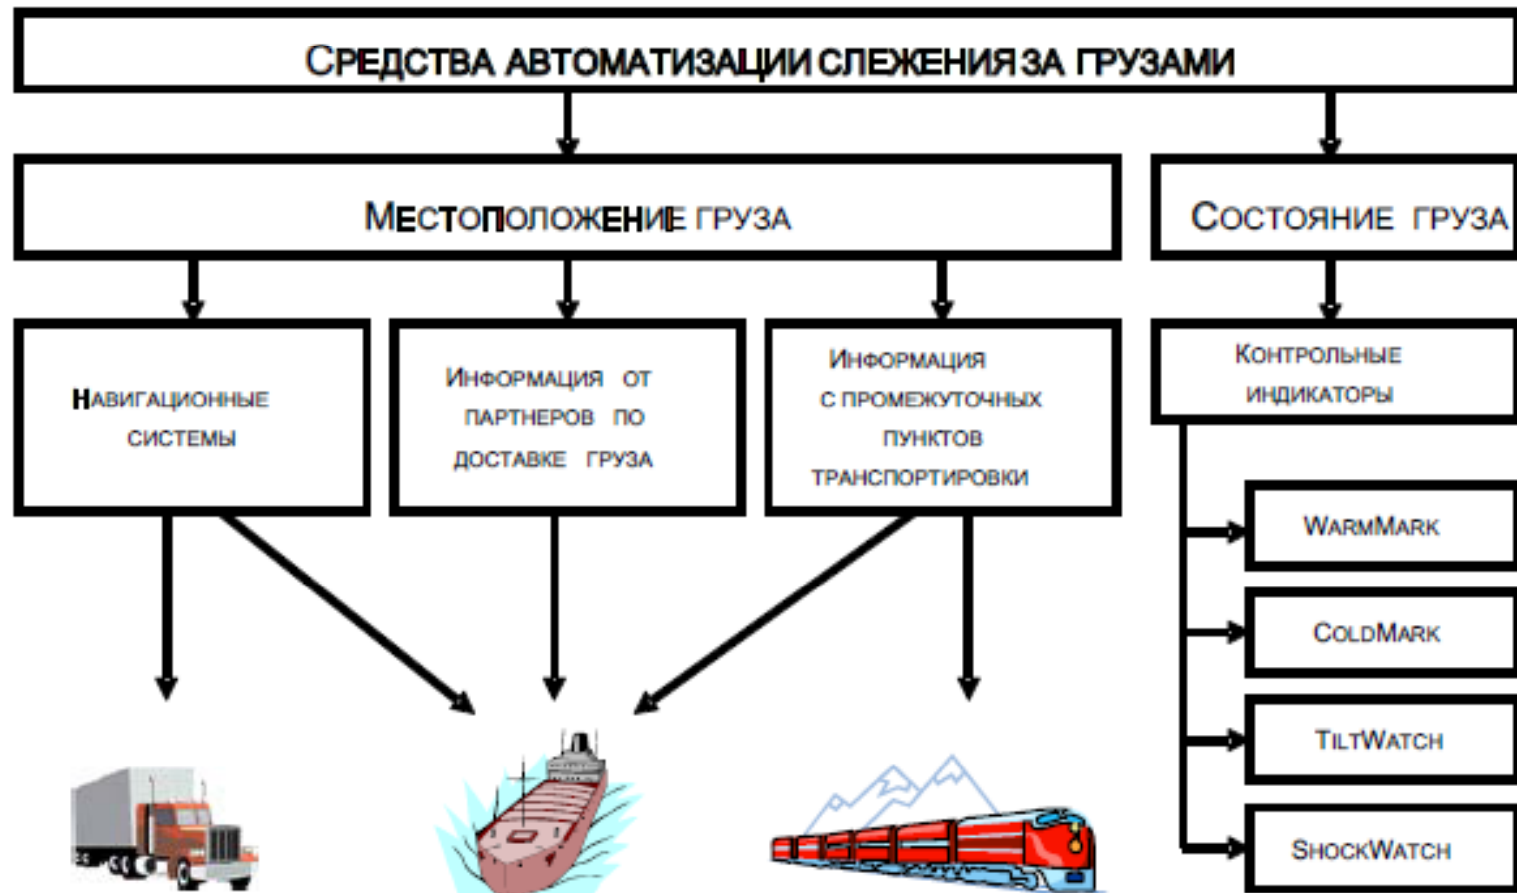 СРЕДСТВА АВТОМАТИЗАЦИИ СЛЕЖЕНИЯ ЗА ГРУЗАМИ
МЕСТОПОЛОЖЕНИЕ ГРУЗА
СОСТОЯНИЕ ГРУЗА
НАВИГАЦИОННЫЕ
СИСТЕМЫ
ИНФОРМАЦИЯ ОТ
ПАРТНЕРОВ ПО
ДОСТАВКЕ ГРУЗА
ИНФОРМАЦИЯ
С ПРОМЕЖУТОЧНЫХ
ПУНКТОВ
ТРАНСПОРТИРОВКИ
КОНТРОЛЬНЫЕ
ИНДИКАТОРЫ
WARMMARK
COLDMARK
TILTWATCH
SHOCKWATCH